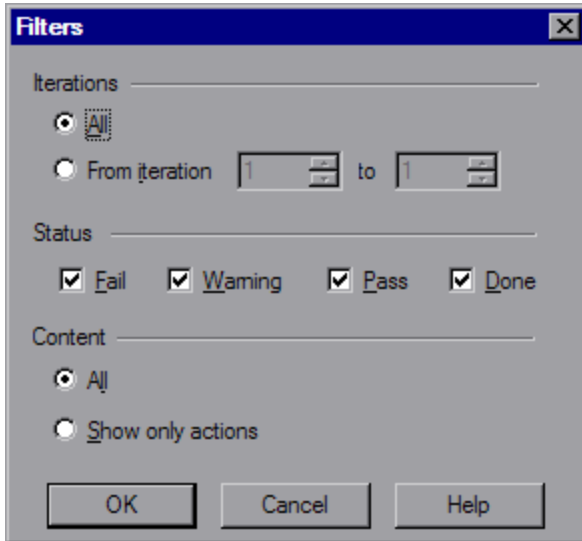 Filters
Iterations
All
From iteration 1 to 1
Status
Fail Warning Pass Done
Content
All
Show only actions
OK Cancel Help